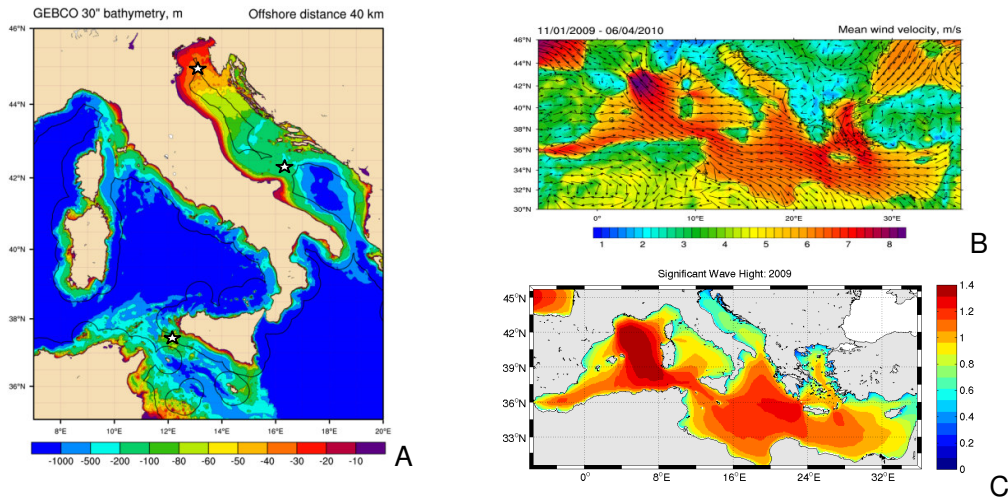 GEBCO 30" bathymetry, m Offshore distance 40 km
46°N
44°N
42°N
40°N
38°N
36°N
8°E 10°E 12°E 14°E 16°E 18°E 20°E
-1000 -500 -200 -100 -80 -60 -50 -40 -30 -20 -10
A
11/01/2009 - 06/04/2010 Mean wind velocity, m/s
46°N
44°N
42°N
40°N
38°N
36°N
34°N
32°N
30°N
0° 10°E 20°E 30°E
1 2 3 4 5 6 7 8
B
Significant Wave Hight: 2009
45°N
42°N
39°N
36°N
33°N
0° 8°E 16°E 24°E 32°E
1.4
1.2
1
0.8
0.6
0.4
0.2
0
C